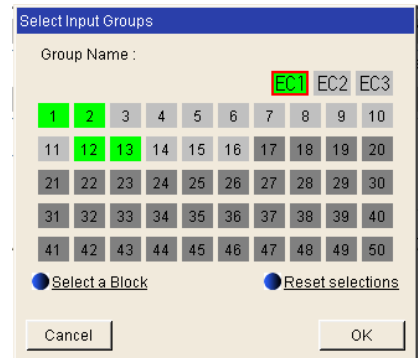 Select Input Groups
Group Name :
EC1 EC2 EC3
1 2 3 4 5 6 7 8 9 10
11 12 13 14 15 16 17 18 19 20
21 22 23 24 25 26 27 28 29 30
31 32 33 34 35 36 37 38 39 40
41 42 43 44 45 46 47 48 49 50
Select a Block Reset selections
Cancel OK